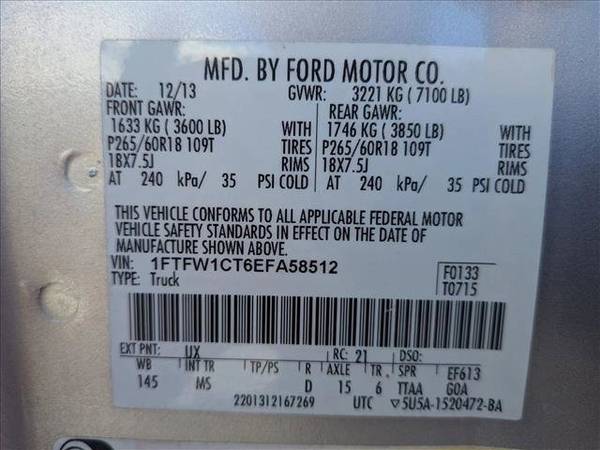 MFD. BY FORD MOTOR CO.
DATE: 12/13 GVWR: 3221 KG ( 7100 LB)
FRONT GAWR: REAR GAWR:
1633 KG ( 3600 LB) WITH 1746 KG ( 3850 LB) WITH
P265/60R18 109T TIRES P265/60R18 109T TIRES
18X7.5J RIMS 18X7.5J RIMS
AT 240 kPa/ 35 PSI COLD AT 240 kPa/ 35 PSI COLD
THIS VEHICLE CONFORMS TO ALL APPLICABLE FEDERAL MOTOR
VEHICLE SAFETY STANDARDS IN EFFECT ON THE DATE OF
MANUFACTURE SHOWN ABOVE.
VIN: 1FTFW1CT6EFA58512 F0133
TYPE: Truck T0715
EXT PNT: UX RC: 21 DSO:
WB INT TR TP/PS R AXLE TR SPR EF613
145 MS D 15 6 TTAA GOA
2201312167269 UTC ▽5U5A-1520472-BA